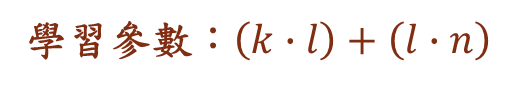 學習參數：(k · l) + (l · n)